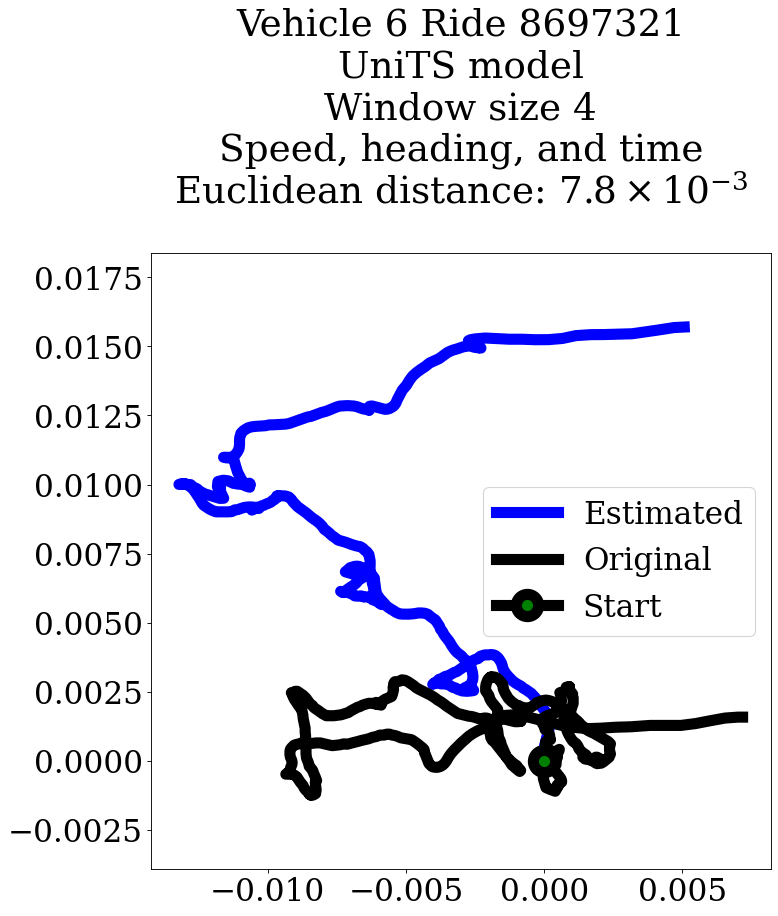 Vehicle 6 Ride 8697321
UniTS model
Window size 4
Speed, heading, and time
Euclidean distance: 7.8 × 10⁻³
0.0175
0.0150
0.0125
0.0100
0.0075
0.0050
0.0025
0.0000
−0.0025
Estimated
Original
Start
−0.010 −0.005 0.000 0.005